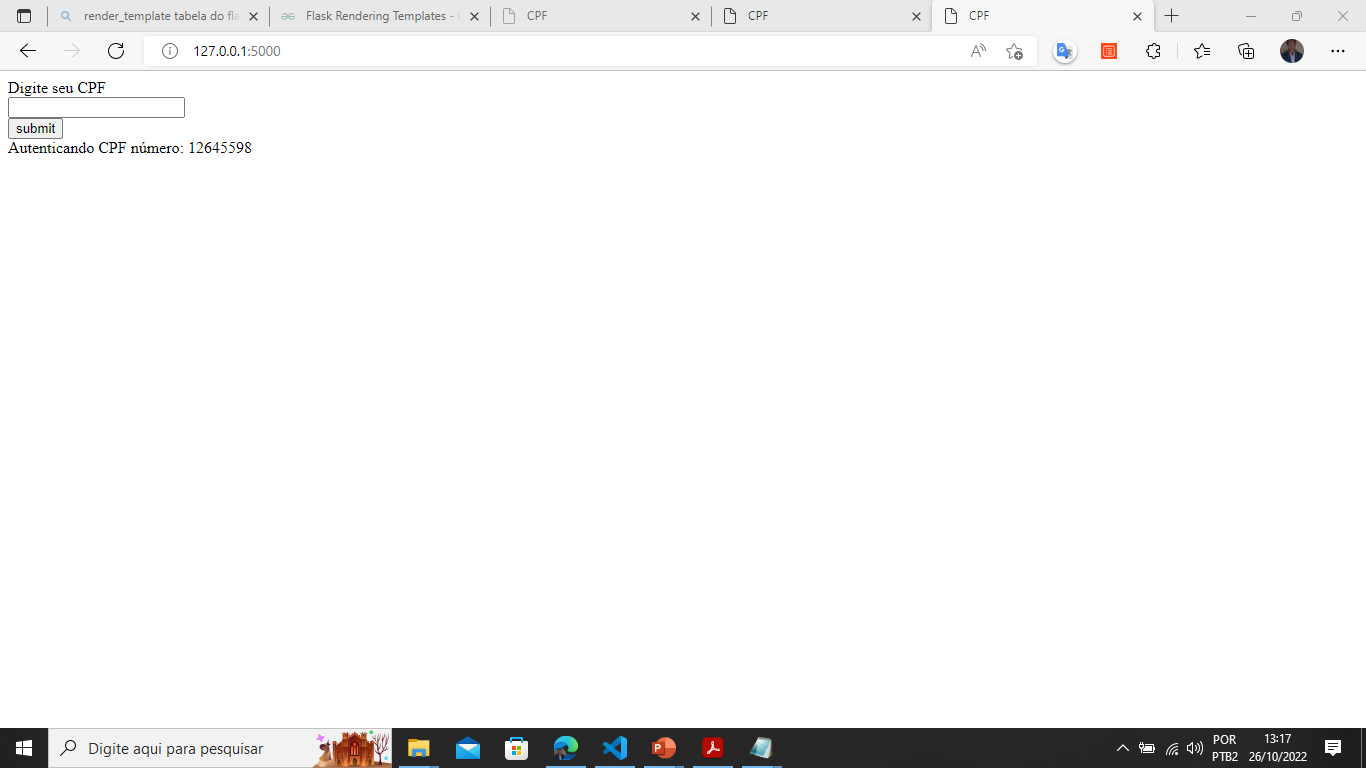 render_template tabela do fla
Flask Rendering Templates - G
CPF
CPF
CPF
127.0.0.1:5000
Digite seu CPF
submit
Autenticando CPF número: 12645598
Digite aqui para pesquisar
POR
PTB2
13:17
26/10/2022